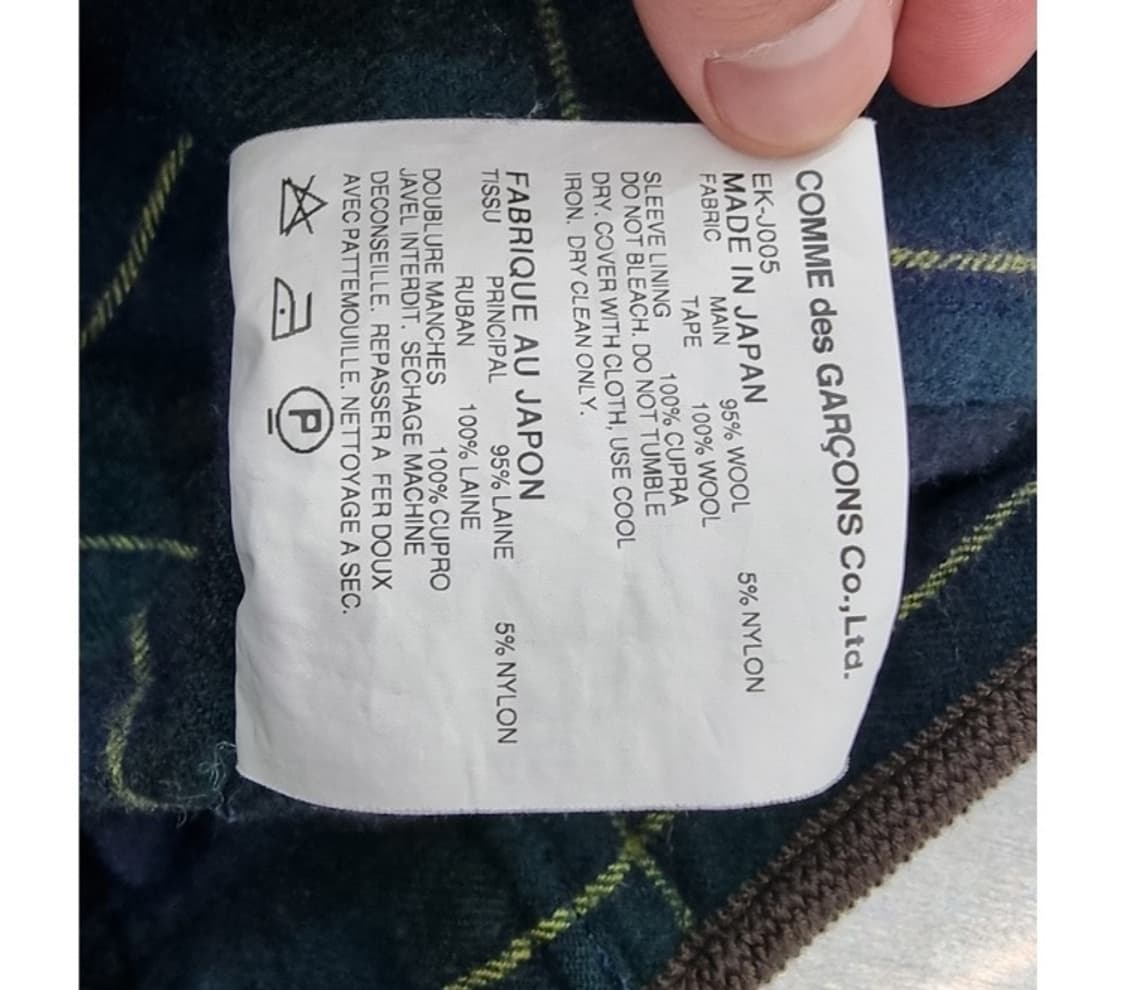 COMME des GARÇONS Co.,Ltd.
EK-J005
MADE IN JAPAN
FABRIC MAIN 95% WOOL 5% NYLON
TAPE 100% WOOL
SLEEVE LINING 100% CUPRA
DO NOT BLEACH. DO NOT TUMBLE
DRY. COVER WITH CLOTH, USE COOL
IRON. DRY CLEAN ONLY.
FABRIQUE AU JAPON
TISSU PRINCIPAL 95% LAINE 5% NYLON
RUBAN 100% LAINE
DOUBLURE MANCHES 100% CUPRO
JAVEL INTERDIT. SECHAGE MACHINE
DECONSEILLE. REPASSER A FER DOUX
AVEC PATTEMOUILLE. NETTOYAGE A SEC.
P